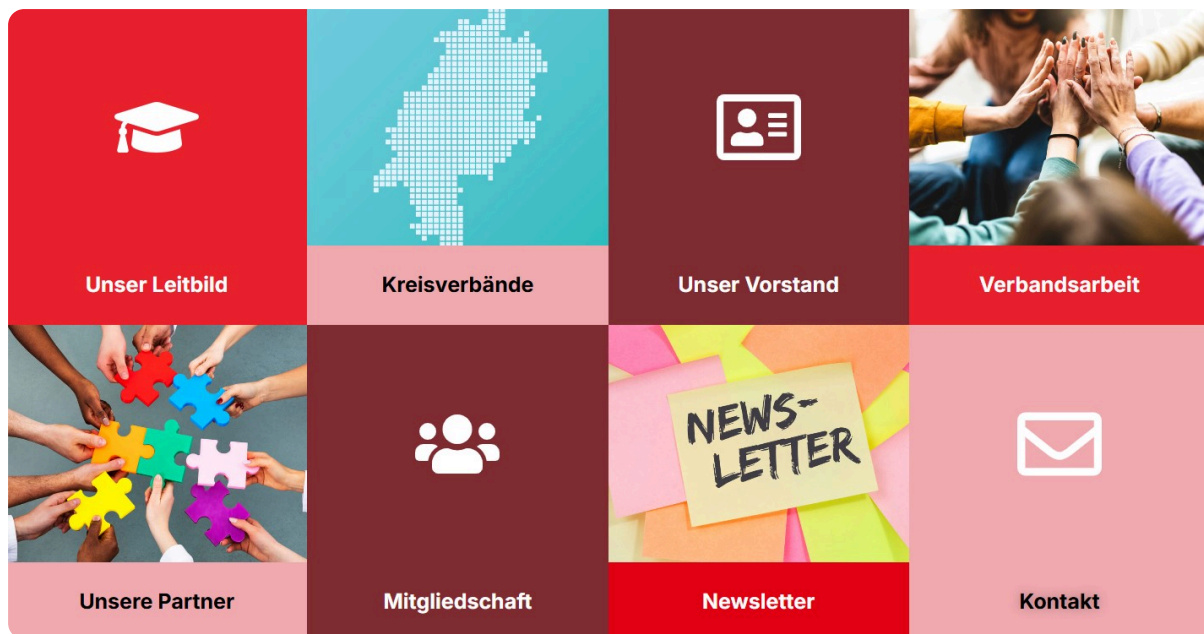 Unser Leitbild
Kreisverbände
Unser Vorstand
Verbandsarbeit
NEWS-
LETTER
Unsere Partner
Mitgliedschaft
Newsletter
Kontakt